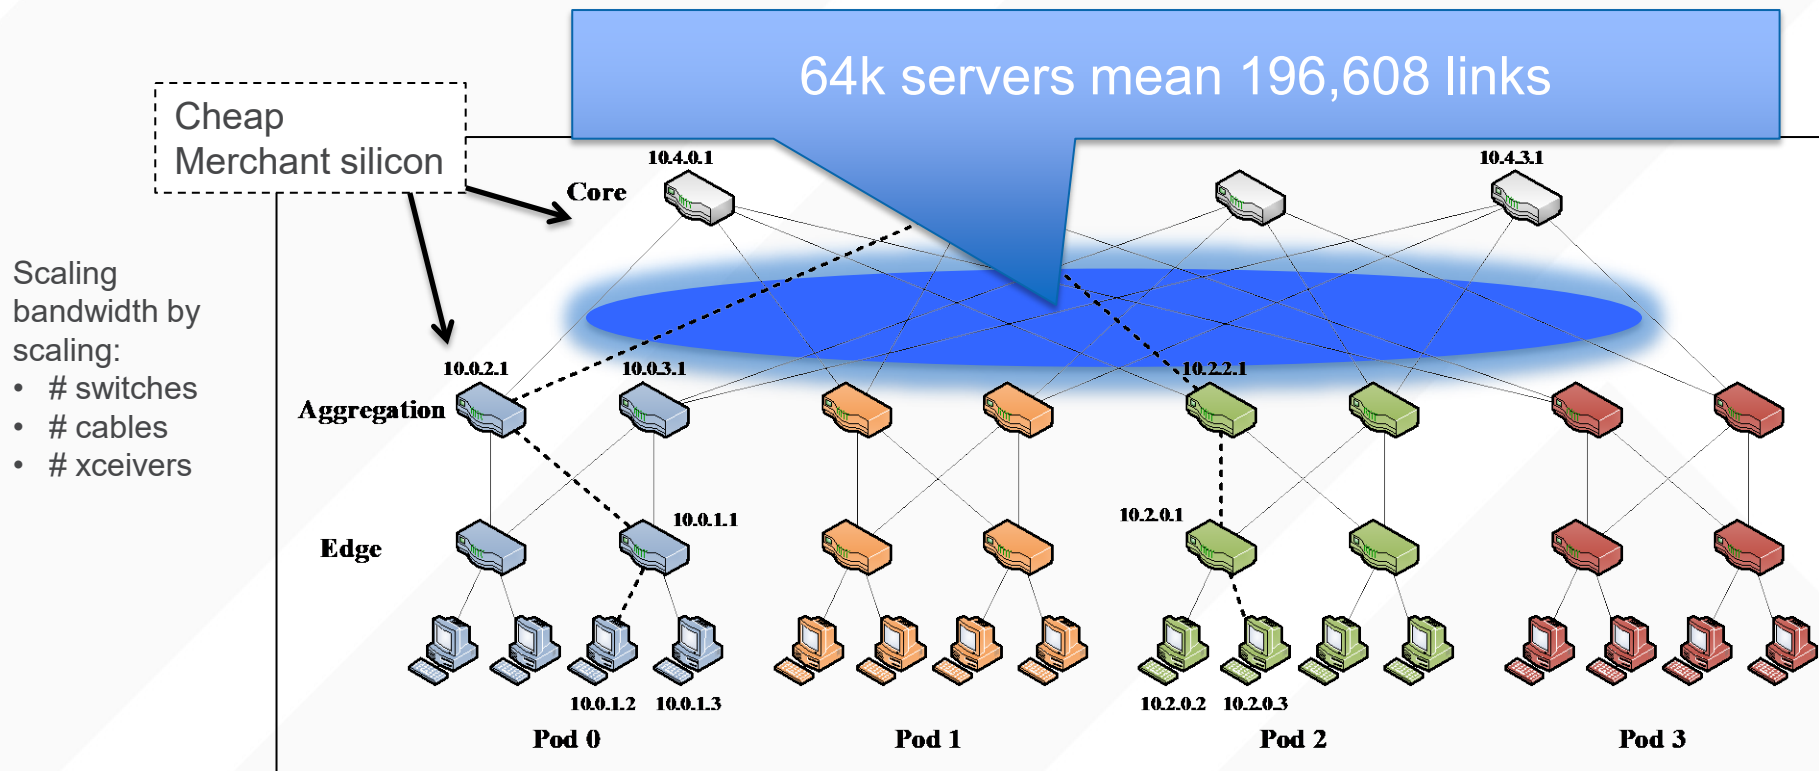 64k servers mean 196,608 links
Cheap
Merchant silicon
Scaling
bandwidth by
scaling:
• # switches
• # cables
• # xceivers
10.4.0.1
10.4.3.1
Core
10.0.2.1
10.0.3.1
10.2.2.1
Aggregation
10.0.1.1
10.2.0.1
Edge
10.0.1.2
10.0.1.3
10.2.0.2
10.2.0.3
Pod 0
Pod 1
Pod 2
Pod 3